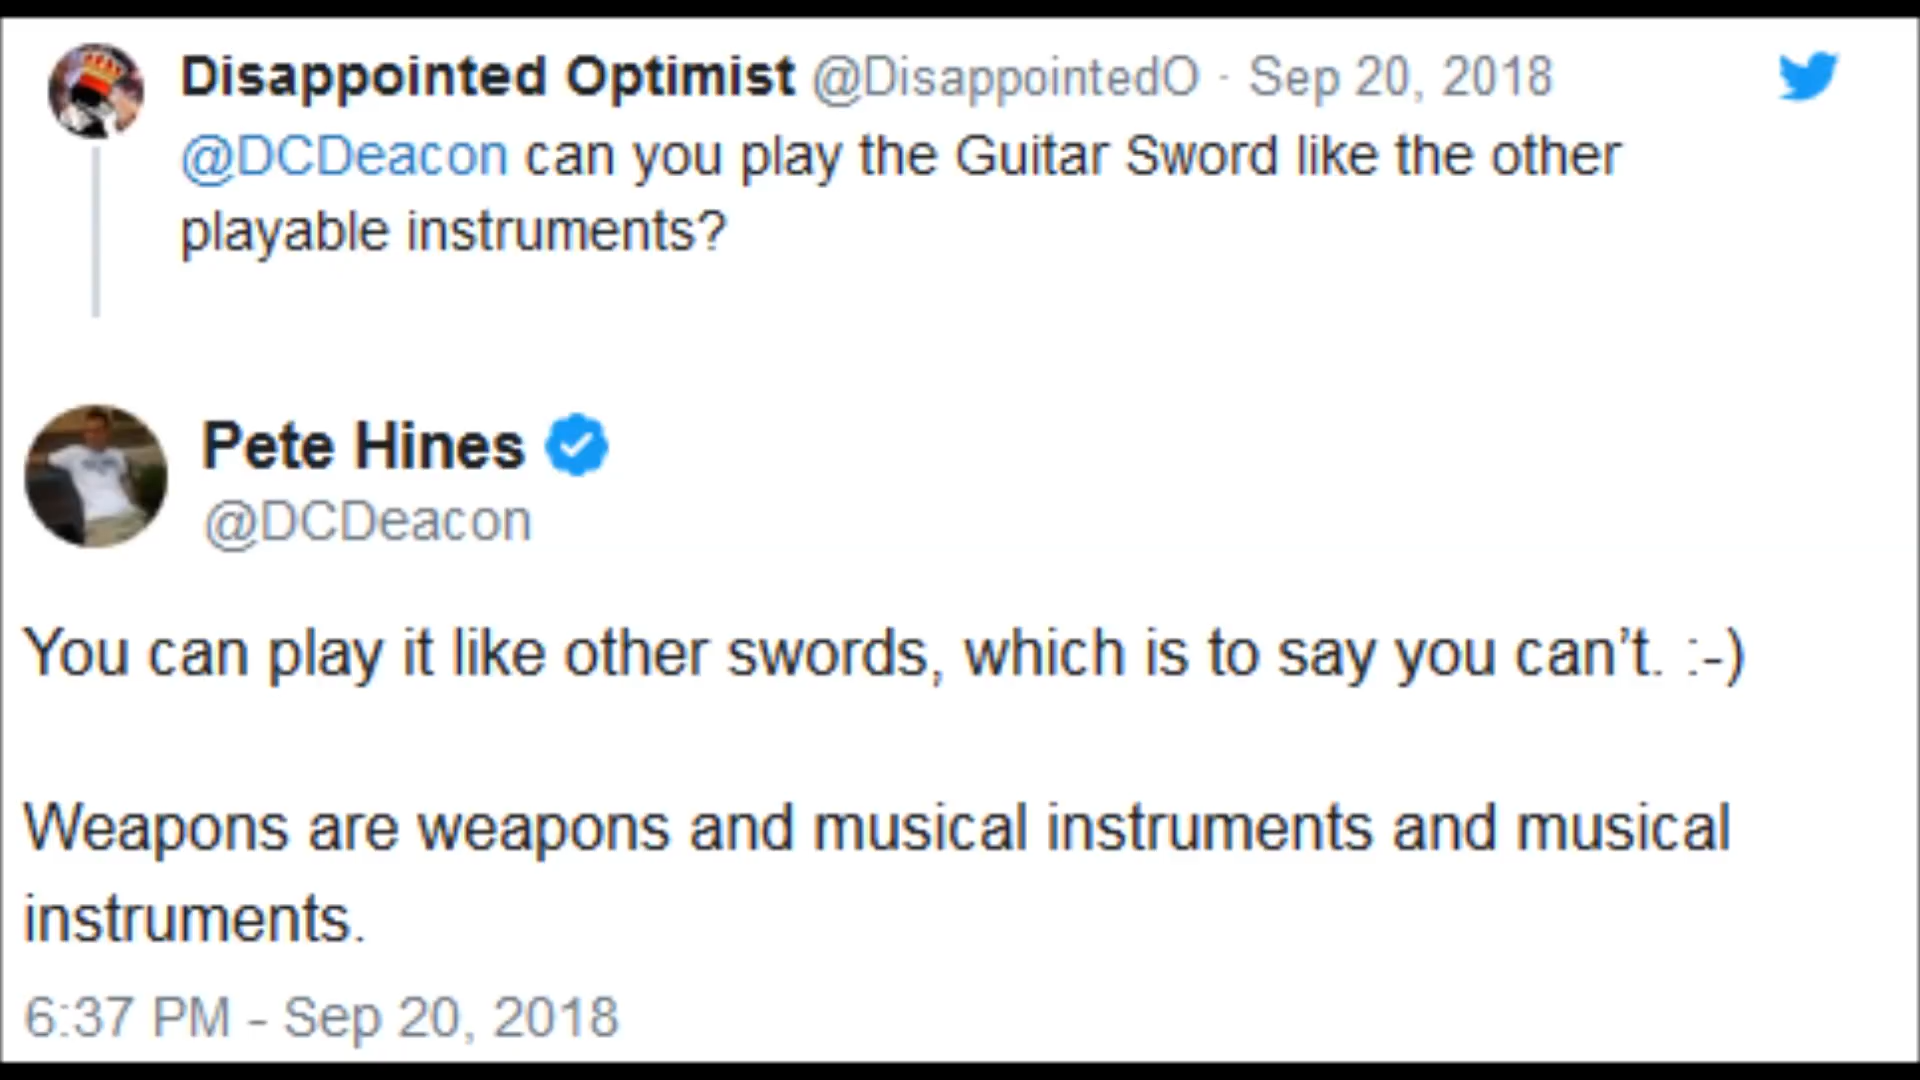 Disappointed Optimist @DisappointedO · Sep 20, 2018
@DCDeacon can you play the Guitar Sword like the other
playable instruments?
Pete Hines
@DCDeacon
You can play it like other swords, which is to say you can’t. :-)
Weapons are weapons and musical instruments and musical
instruments.
6:37 PM - Sep 20, 2018